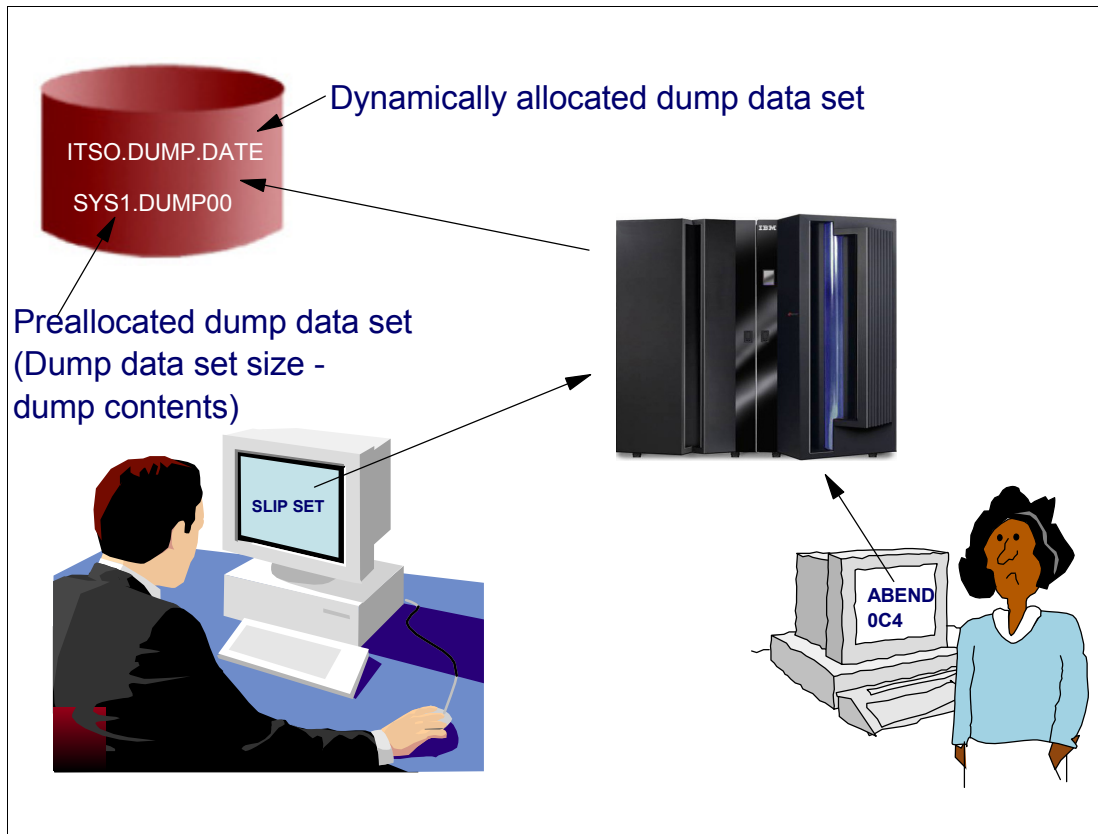 Dynamically allocated dump data set
ITSO.DUMP.DATE
SYS1.DUMP00
IBM
Preallocated dump data set
(Dump data set size -
dump contents)
SLIP SET
ABEND
0C4